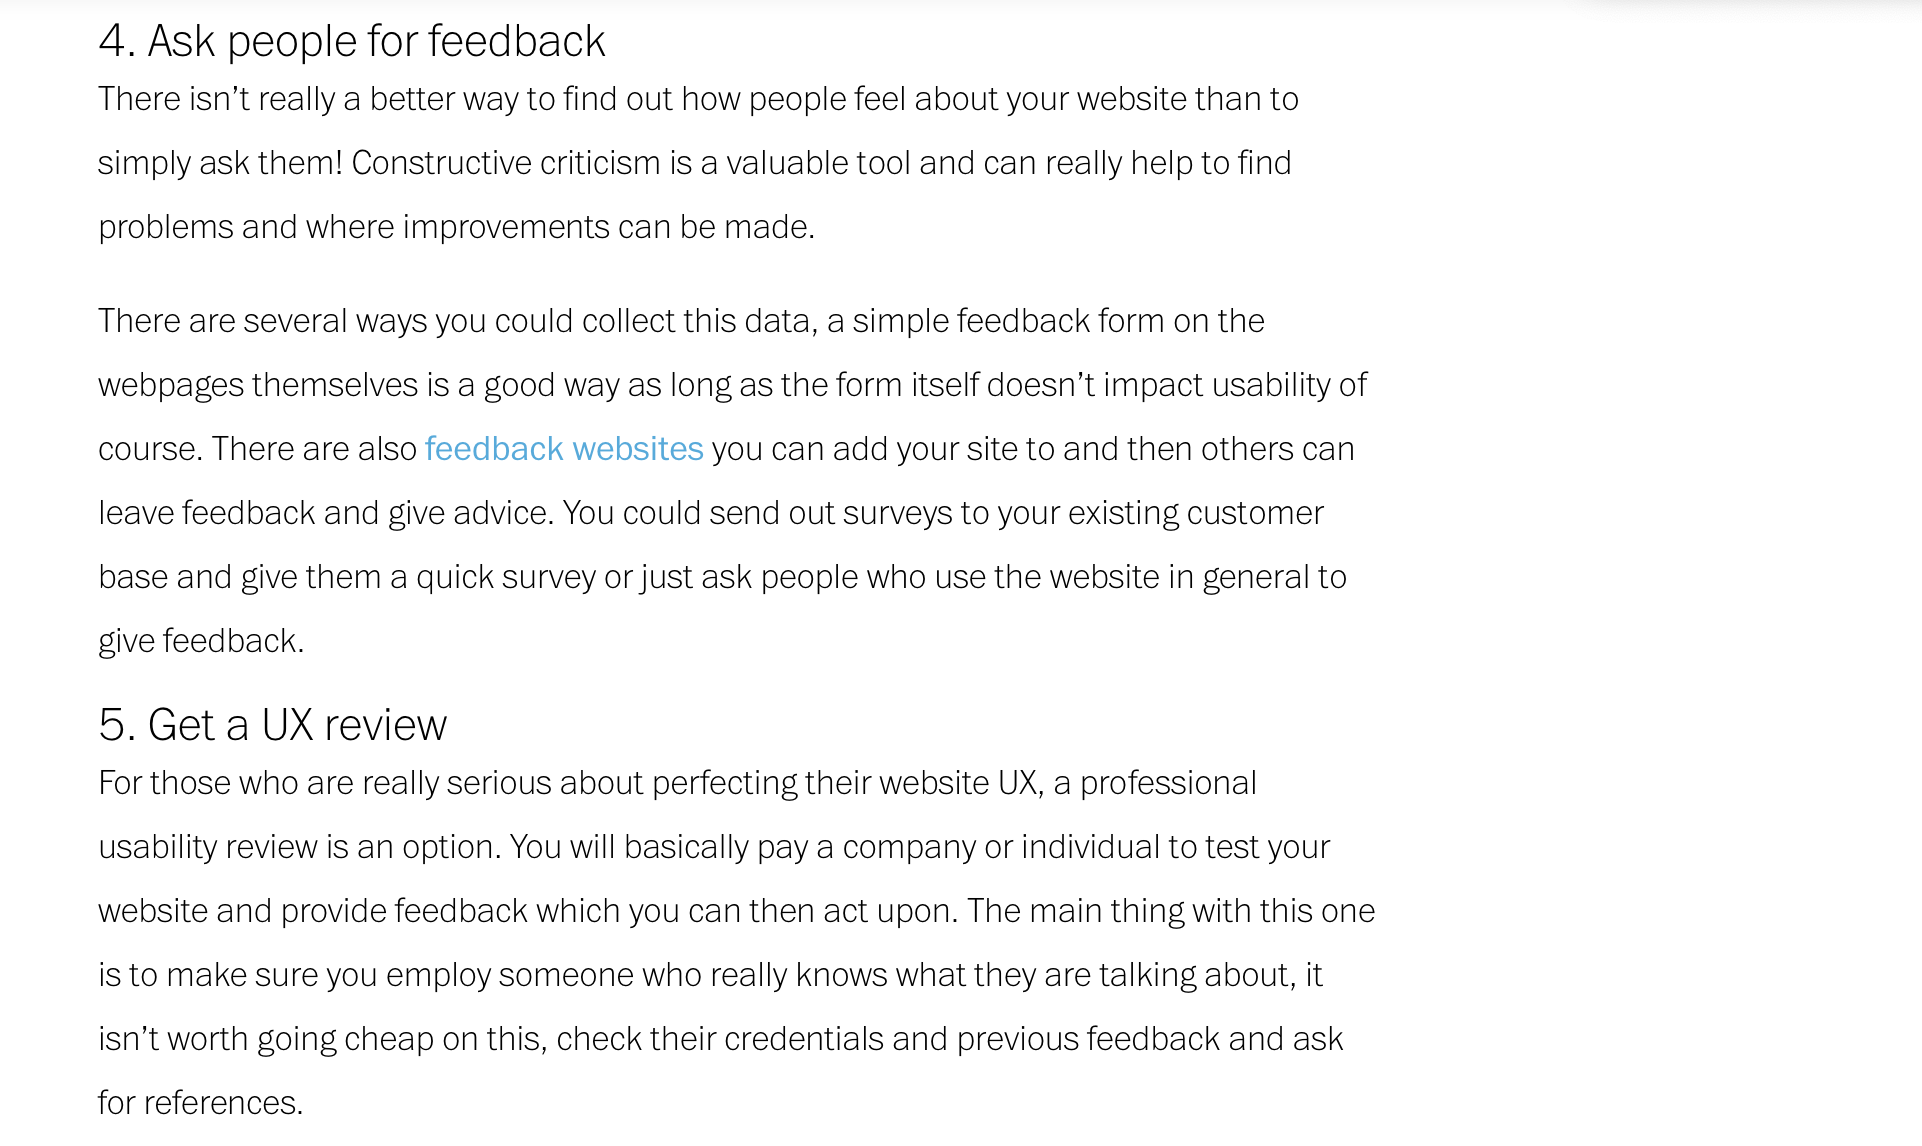 4. Ask people for feedback
There isn’t really a better way to find out how people feel about your website than to
simply ask them! Constructive criticism is a valuable tool and can really help to find
problems and where improvements can be made.
There are several ways you could collect this data, a simple feedback form on the
webpages themselves is a good way as long as the form itself doesn’t impact usability of
course. There are also feedback websites you can add your site to and then others can
leave feedback and give advice. You could send out surveys to your existing customer
base and give them a quick survey or just ask people who use the website in general to
give feedback.
5. Get a UX review
For those who are really serious about perfecting their website UX, a professional
usability review is an option. You will basically pay a company or individual to test your
website and provide feedback which you can then act upon. The main thing with this one
is to make sure you employ someone who really knows what they are talking about, it
isn’t worth going cheap on this, check their credentials and previous feedback and ask
for references.